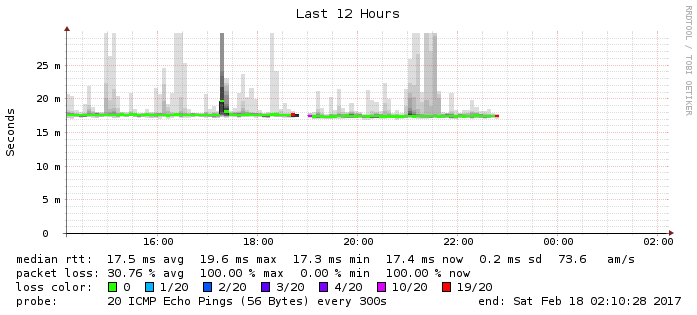 Last 12 Hours
RRDTOOL / TOBI OETIKER
Seconds
25 m
20 m
15 m
10 m
5 m
0
16:00 18:00 20:00 22:00 00:00 02:00
median rtt: 17.5 ms avg 19.6 ms max 17.3 ms min 17.4 ms now 0.2 ms sd 73.6 am/s
packet loss: 30.76 % avg 100.00 % max 0.00 % min 100.00 % now
loss color: 0 1/20 2/20 3/20 4/20 10/20 19/20
probe: 20 ICMP Echo Pings (56 Bytes) every 300s end: Sat Feb 18 02:10:28 2017